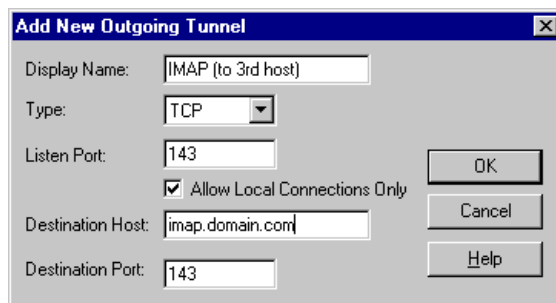 Add New Outgoing Tunnel
Display Name: IMAP (to 3rd host)
Type: TCP
Listen Port: 143
Allow Local Connections Only
Destination Host: imap.domain.com
Destination Port: 143
OK
Cancel
Help